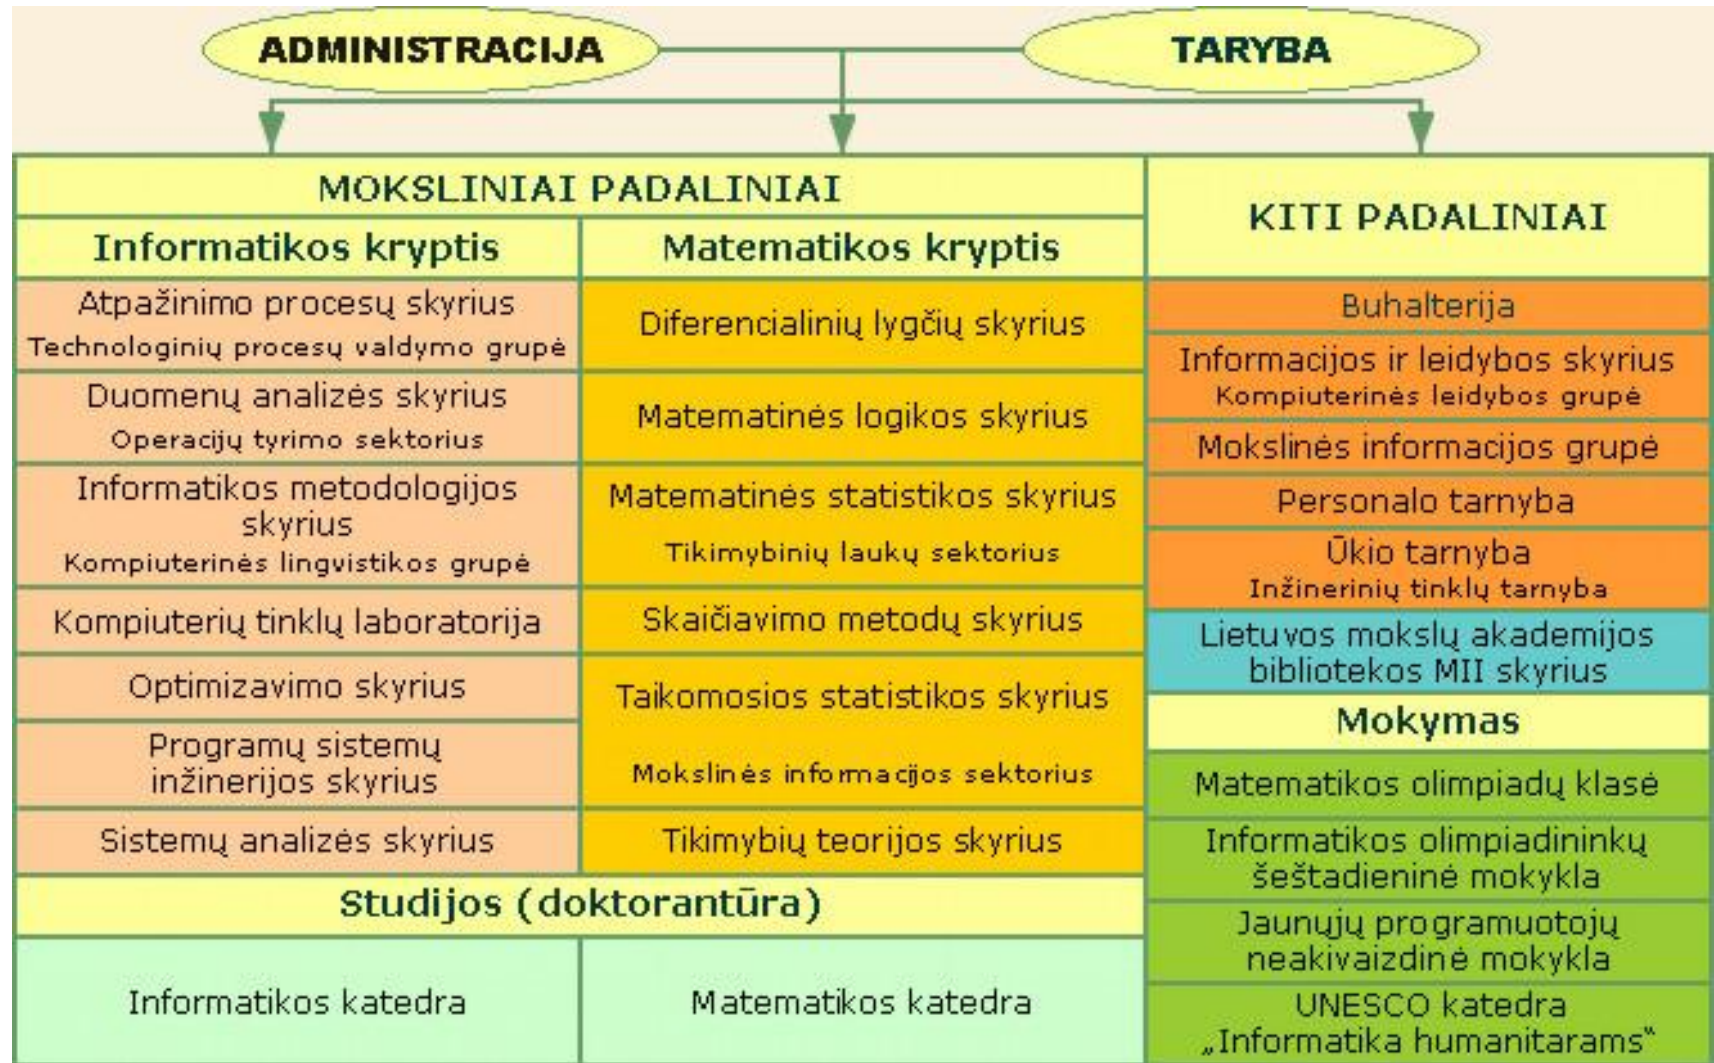 ADMINISTRACIJA
TARYBA
MOKSLINIAI PADALINIAI
Informatikos kryptis
Atpažinimo procesų skyrius
Technologinių procesų valdymo grupė
Duomenų analizės skyrius
Operacijų tyrimo sektorius
Informatikos metodologijos
skyrius
Kompiuterinės lingvistikos grupė
Kompiuterių tinklų laboratorija
Optimizavimo skyrius
Programų sistemų
inžinerijos skyrius
Sistemų analizės skyrius
Matematikos kryptis
Diferencialinių lygčių skyrius
Matematinės logikos skyrius
Matematinės statistikos skyrius
Tikimybinių laukų sektorius
Skaičiavimo metodų skyrius
Taikomosios statistikos skyrius
Mokslinės informacijos sektorius
Tikimybių teorijos skyrius
Studijos (doktorantūra)
Informatikos katedra
Matematikos katedra
KITI PADALINIAI
Buhalterija
Informacijos ir leidybos skyrius
Kompiuterinės leidybos grupė
Mokslinės informacijos grupė
Personalo tarnyba
Ūkio tarnyba
Inžinerinių tinklų tarnyba
Lietuvos mokslų akademijos
bibliotekos MII skyrius
Mokymas
Matematikos olimpiadų klasė
Informatikos olimpiadininkų
šeštadieninė mokykla
Jaunųjų programuotojų
neakivaizdinė mokykla
UNESCO katedra
„Informatika humanitarams“